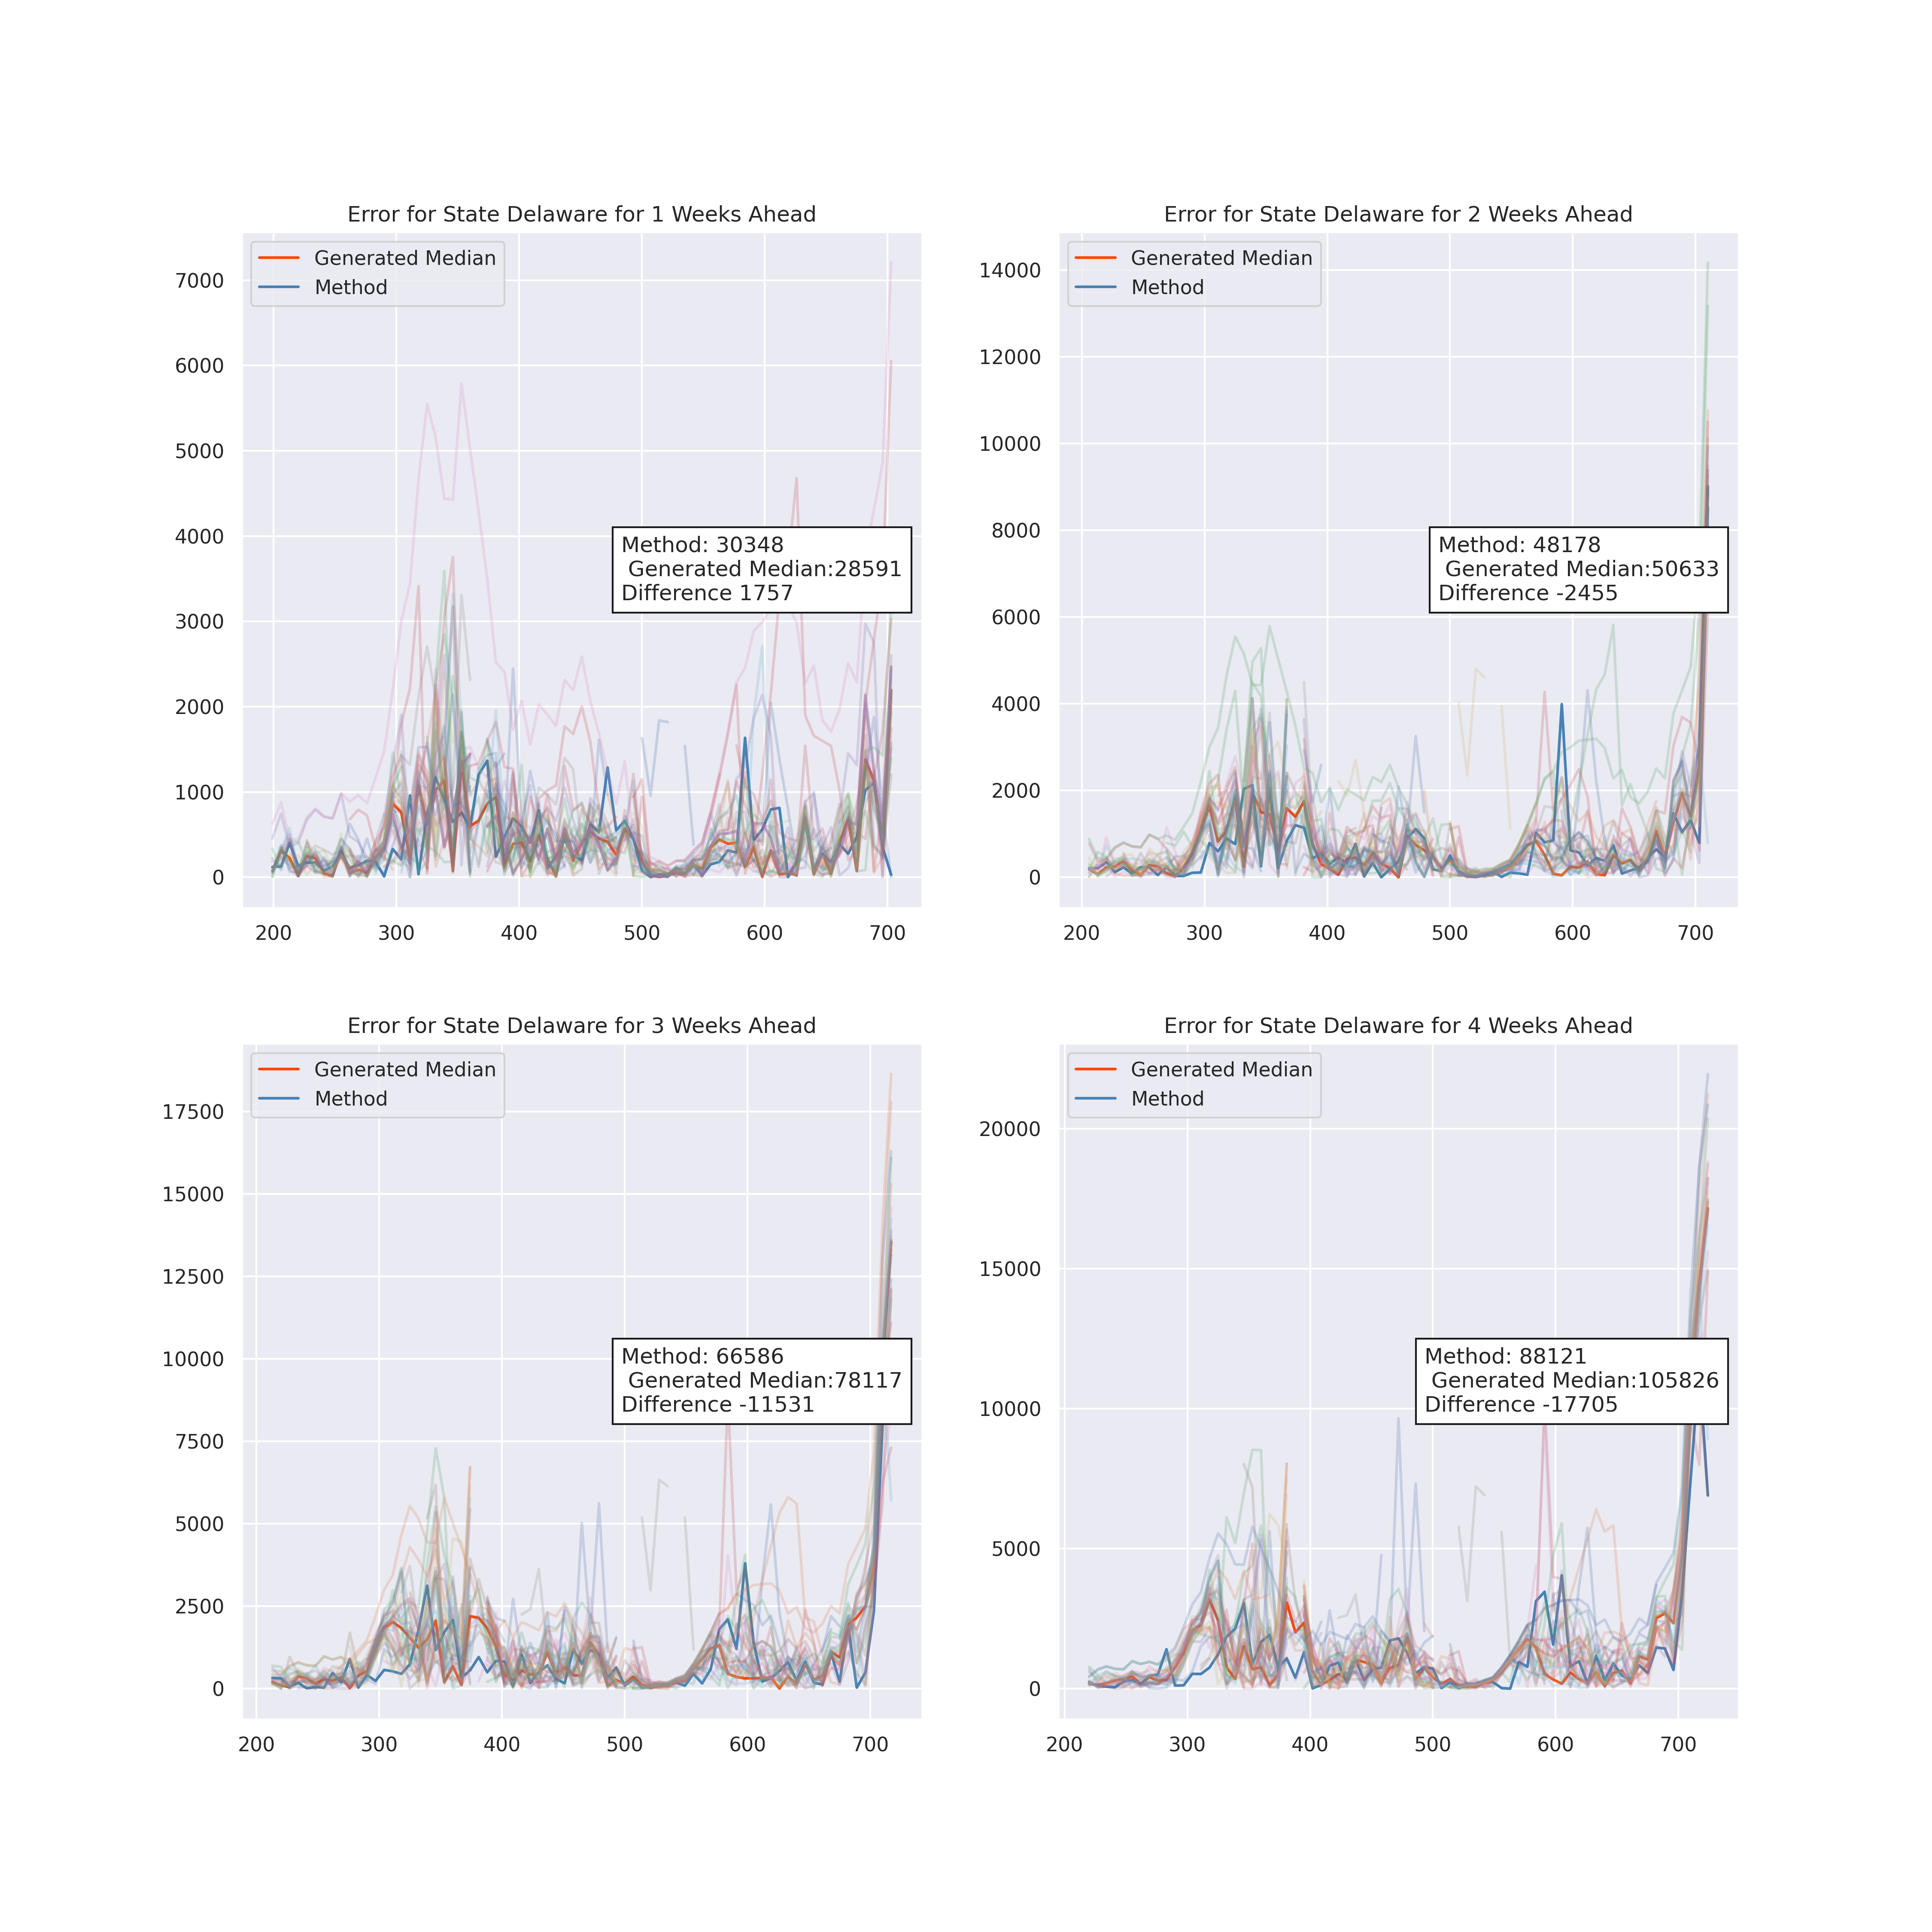 Error for State Delaware for 1 Weeks Ahead
Generated Median
Method
7000
6000
5000
4000
3000
2000
1000
0
Method: 30348
Generated Median:28591
Difference 1757
200 300 400 500 600 700
Error for State Delaware for 2 Weeks Ahead
Generated Median
Method
14000
12000
10000
8000
6000
4000
2000
0
Method: 48178
Generated Median:50633
Difference -2455
200 300 400 500 600 700
Error for State Delaware for 3 Weeks Ahead
Generated Median
Method
17500
15000
12500
10000
7500
5000
2500
0
Method: 66586
Generated Median:78117
Difference -11531
200 300 400 500 600 700
Error for State Delaware for 4 Weeks Ahead
Generated Median
Method
20000
15000
10000
5000
0
Method: 88121
Generated Median:105826
Difference -17705
200 300 400 500 600 700